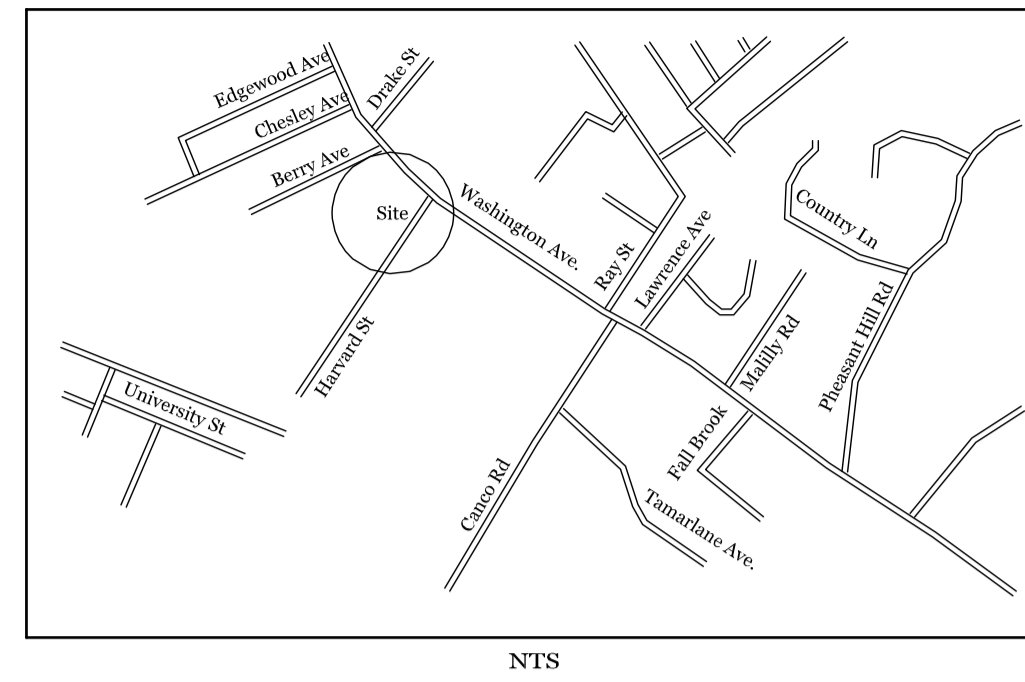 Edgewood Ave
Drake St
Chesley Ave
Berry Ave
Site
Washington Ave.
Ray St
Lawrence Ave
Country Ln
Harvard St
Malilly Rd
Pheasant Hill Rd
University St
Fall Brook
Canco Rd
Tamarlane Ave.
NTS